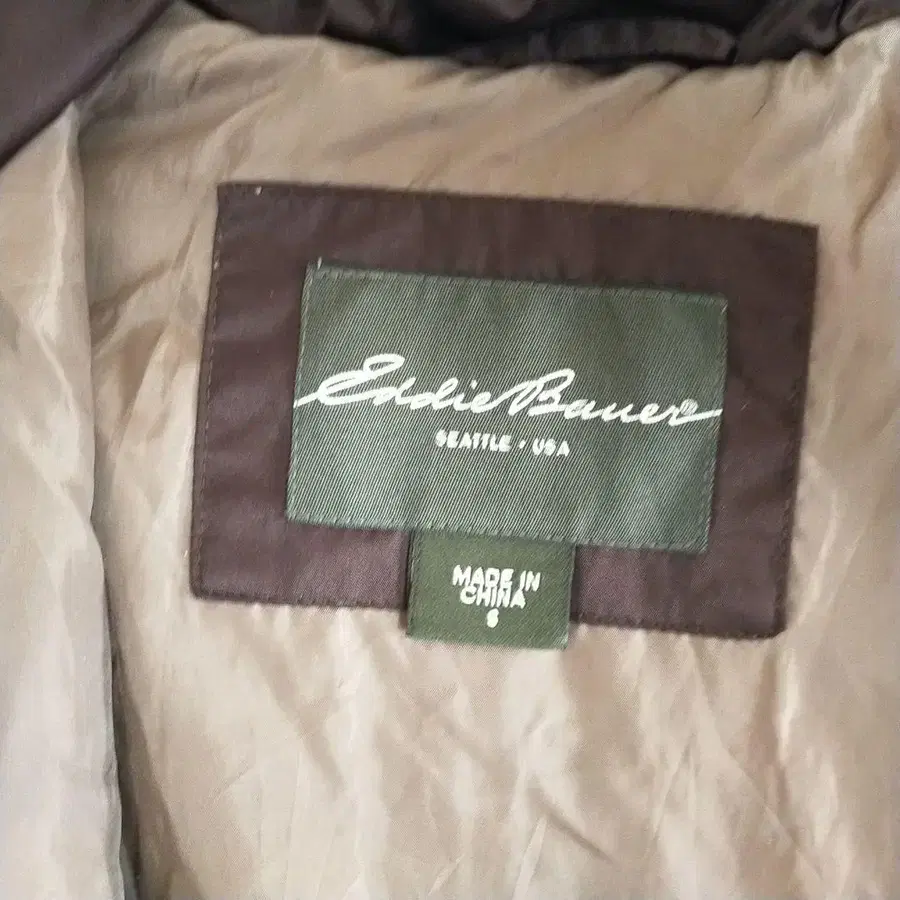 Eddie Bauer®
SEATTLE · USA
MADE IN
CHINA
S